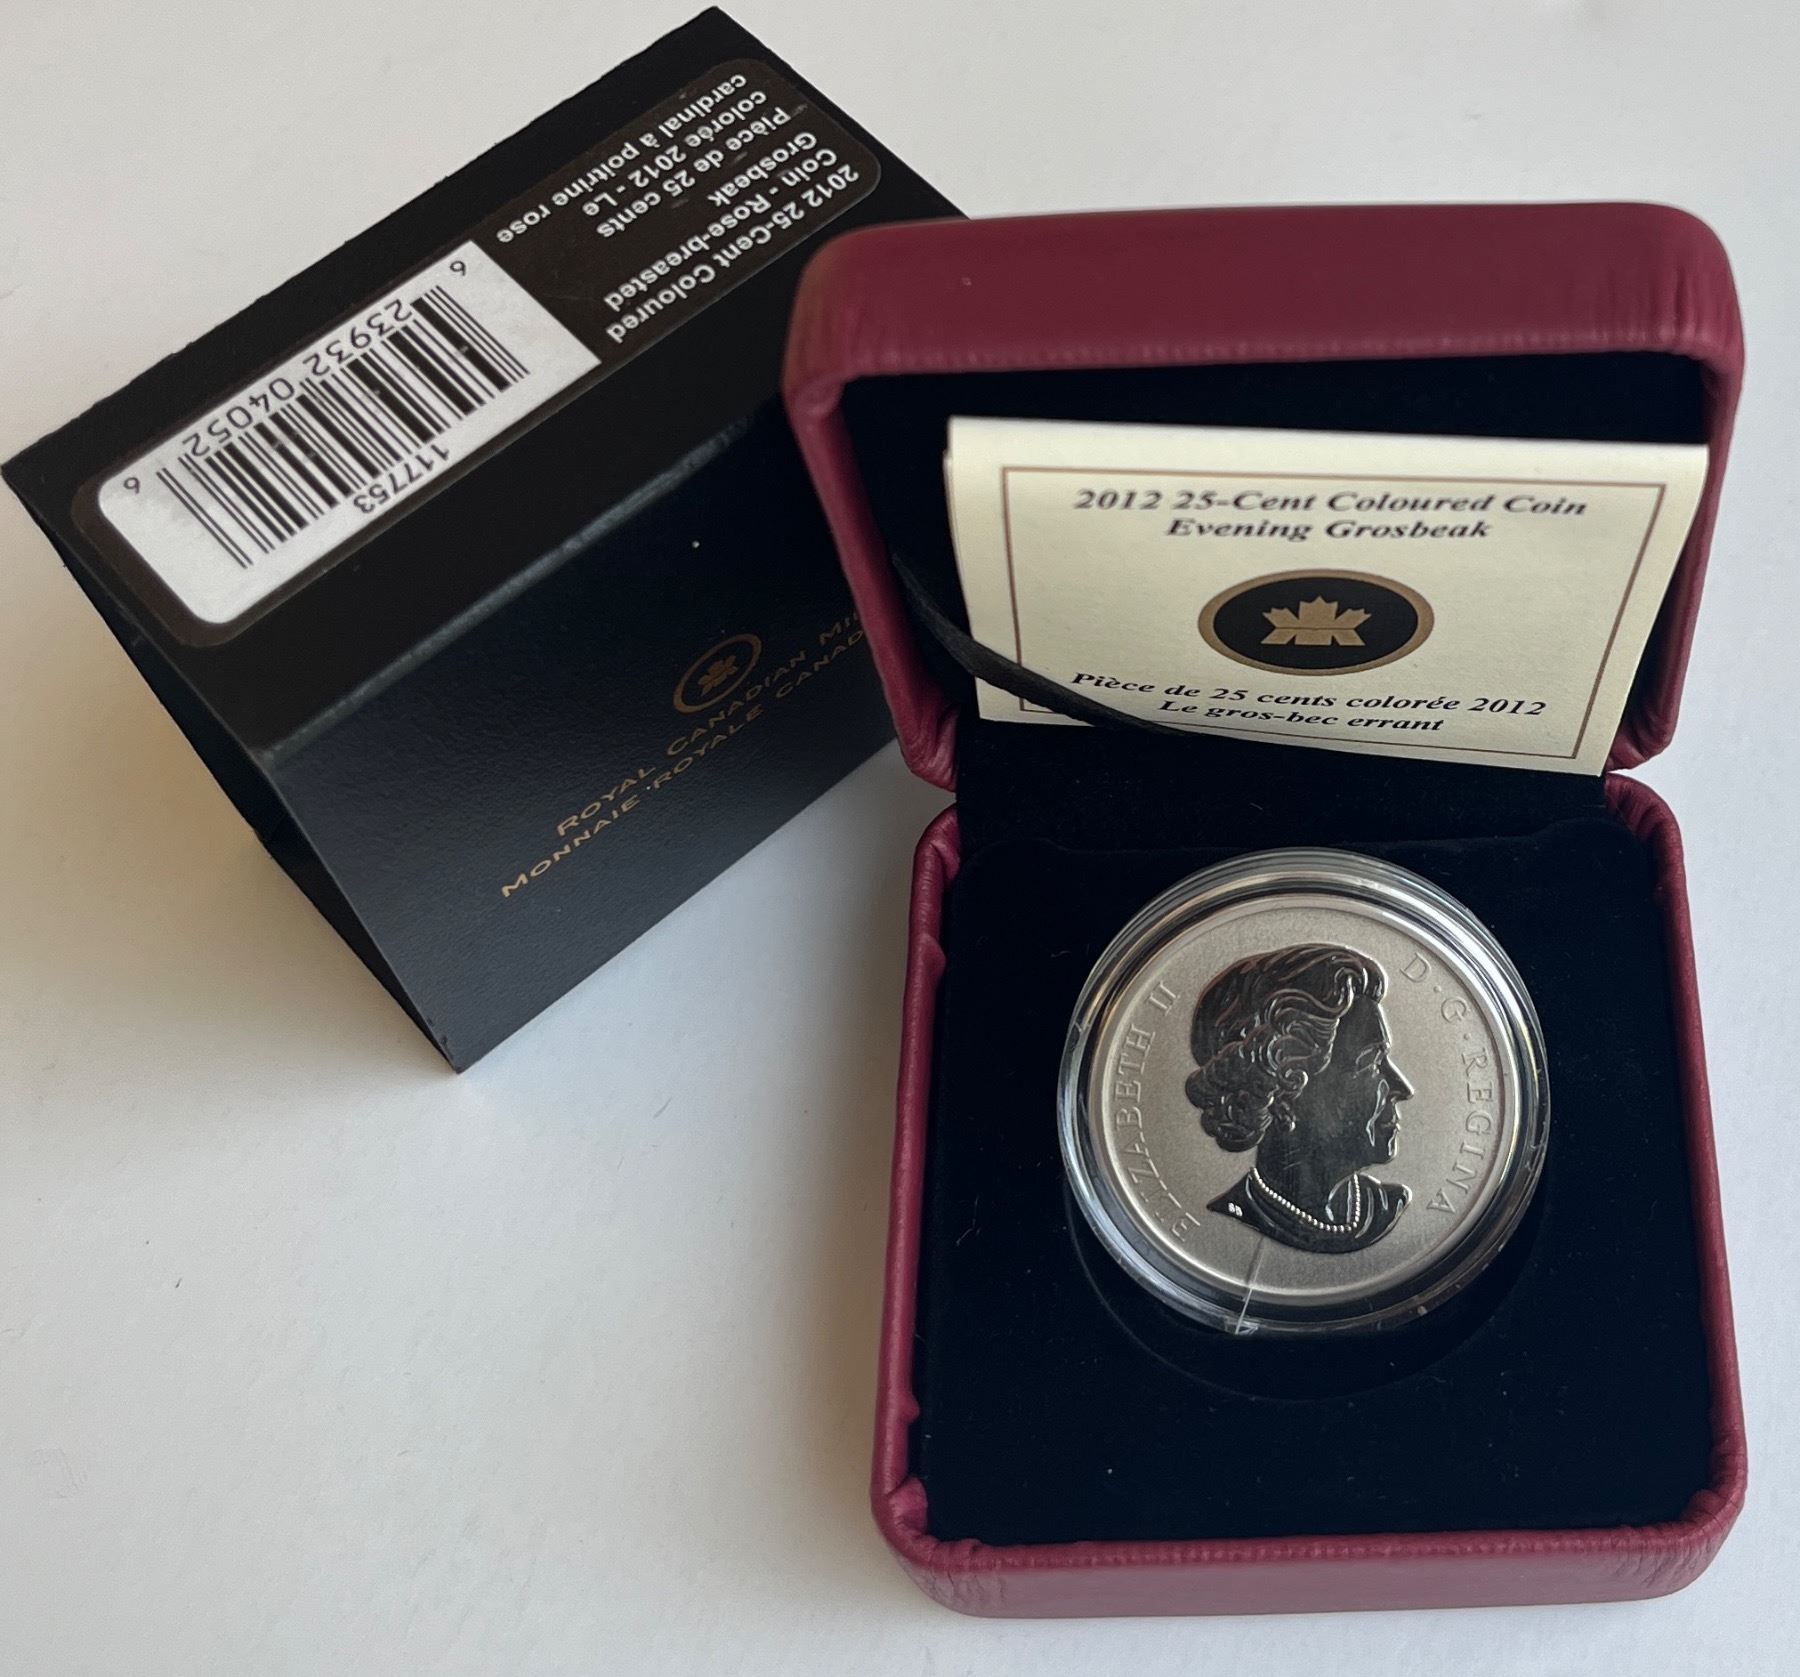 2012 25-Cent Coloured
Coin - Rose-breasted
Grosbeak
Pièce de 25 cents
colorée 2012 - Le
cardinal à poitrine rose
6 23932 04052 6
117753
ROYAL CANADIAN
MONNAIE ROYALE
2012 25-Cent Coloured Coin
Evening Grosbeak
Pièce de 25 cents colorée 2012
Le gros-bec errant
ELIZABETH II D·G·REGINA